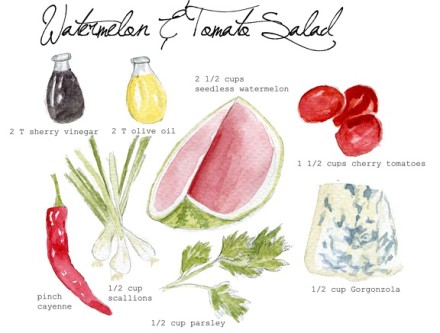 Watermelon & Tomato Salad
2 1/2 cups
seedless watermelon
2 T sherry vinegar
2 T olive oil
1 1/2 cups cherry tomatoes
pinch
cayenne
1/2 cup
scallions
1/2 cup Gorgonzola
1/2 cup parsley